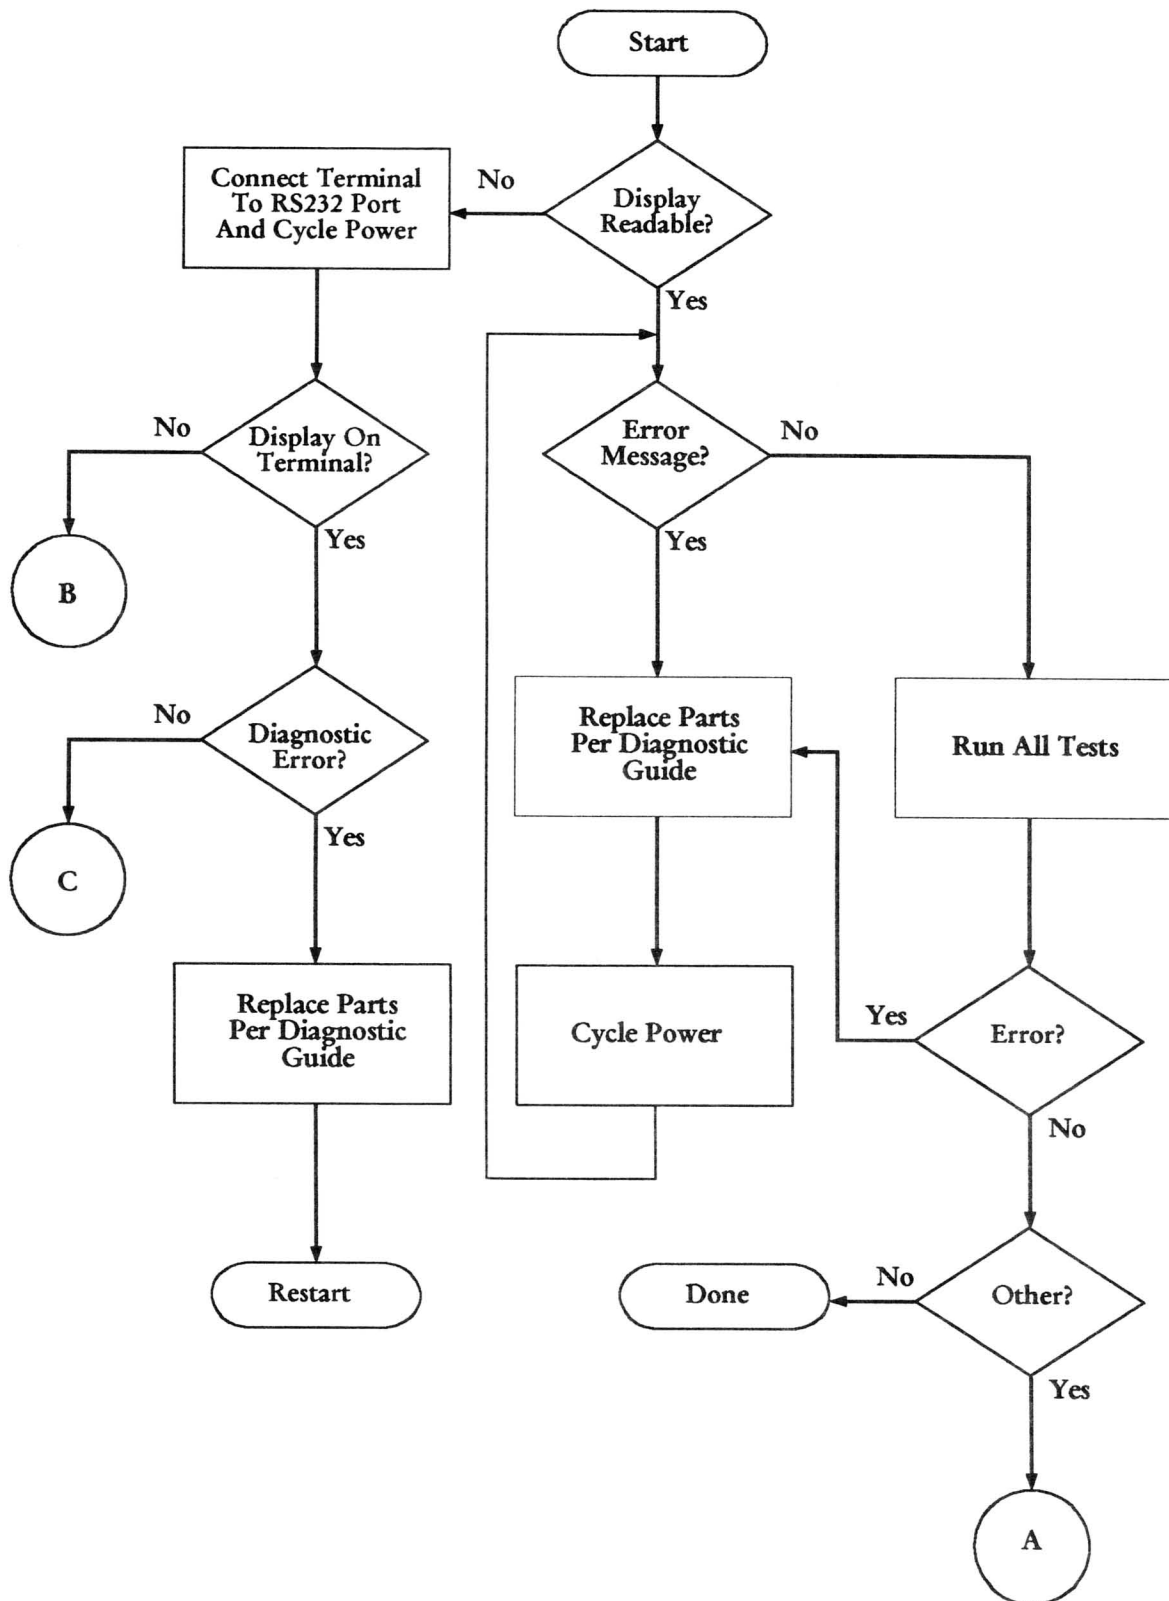 Start
Connect Terminal
To RS232 Port
And Cycle Power
No
Display
Readable?
Yes
No
Display On
Terminal?
Error
Message?
No
Yes
Yes
B
No
Diagnostic
Error?
Replace Parts
Per Diagnostic
Guide
Run All Tests
Yes
C
Replace Parts
Per Diagnostic
Guide
Cycle Power
Yes
Error?
No
Restart
Done
No
Other?
Yes
A